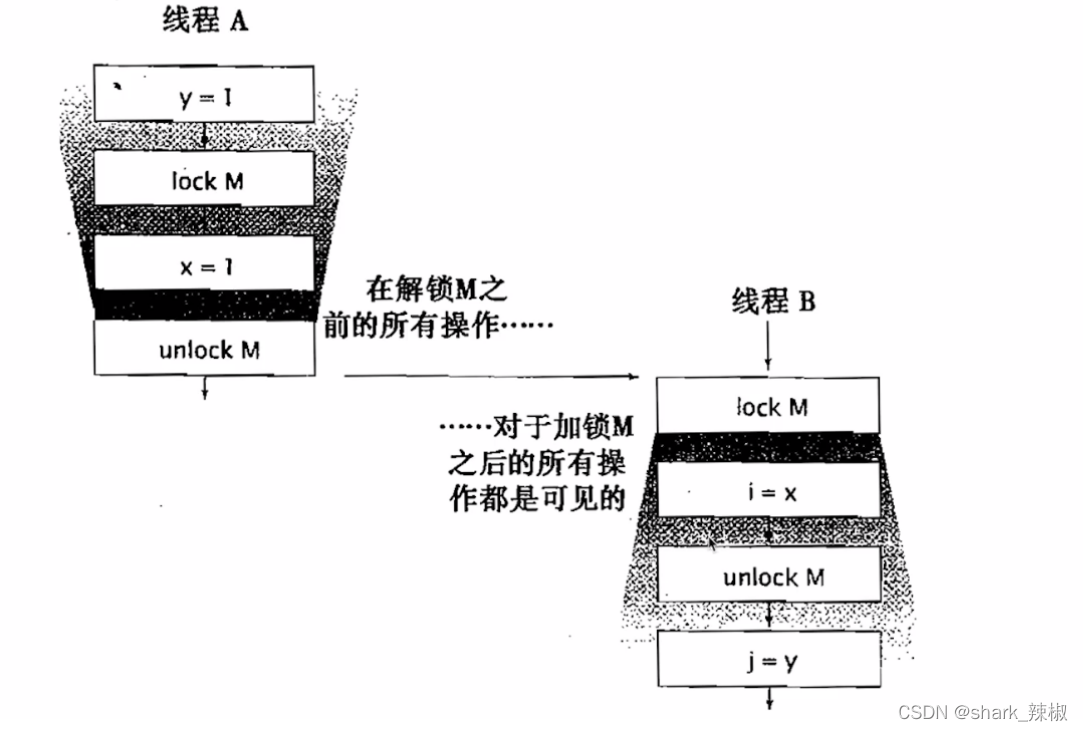 线程 A
y = 1
lock M
x = 1
unlock M
在解锁M之
前的所有操作……
线程 B
lock M
……对于加锁M
之后的所有操
作都是可见的
i = x
unlock M
j = y
CSDN @shark_辣椒